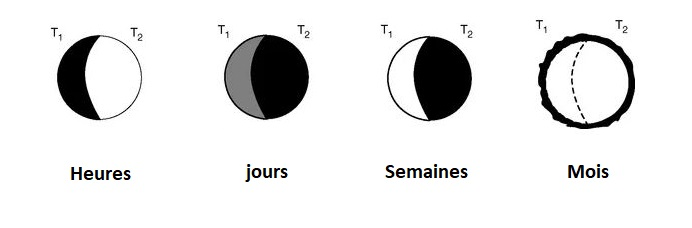 T1 T2 T1 T2 T1 T2 T1 T2
Heures jours Semaines Mois